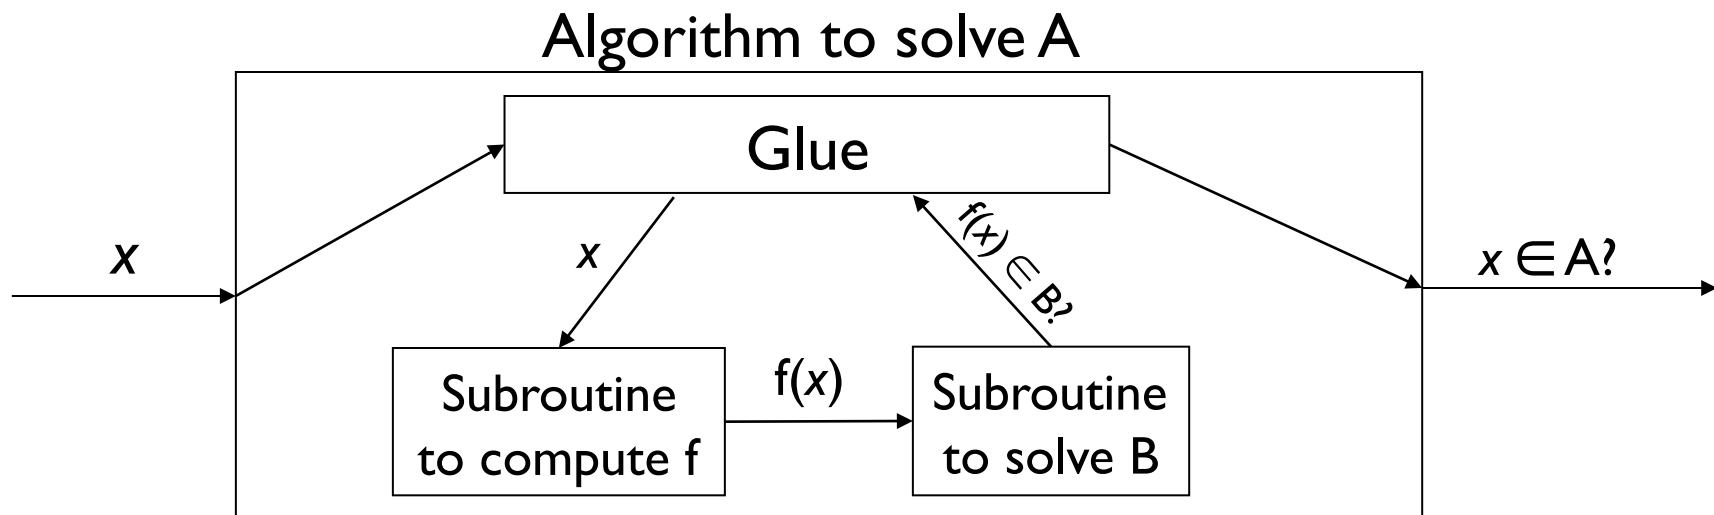 Algorithm to solve A
Glue
x
x
f(x) ∈ B?
x ∈ A?
f(x)
Subroutine
to compute f
Subroutine
to solve B